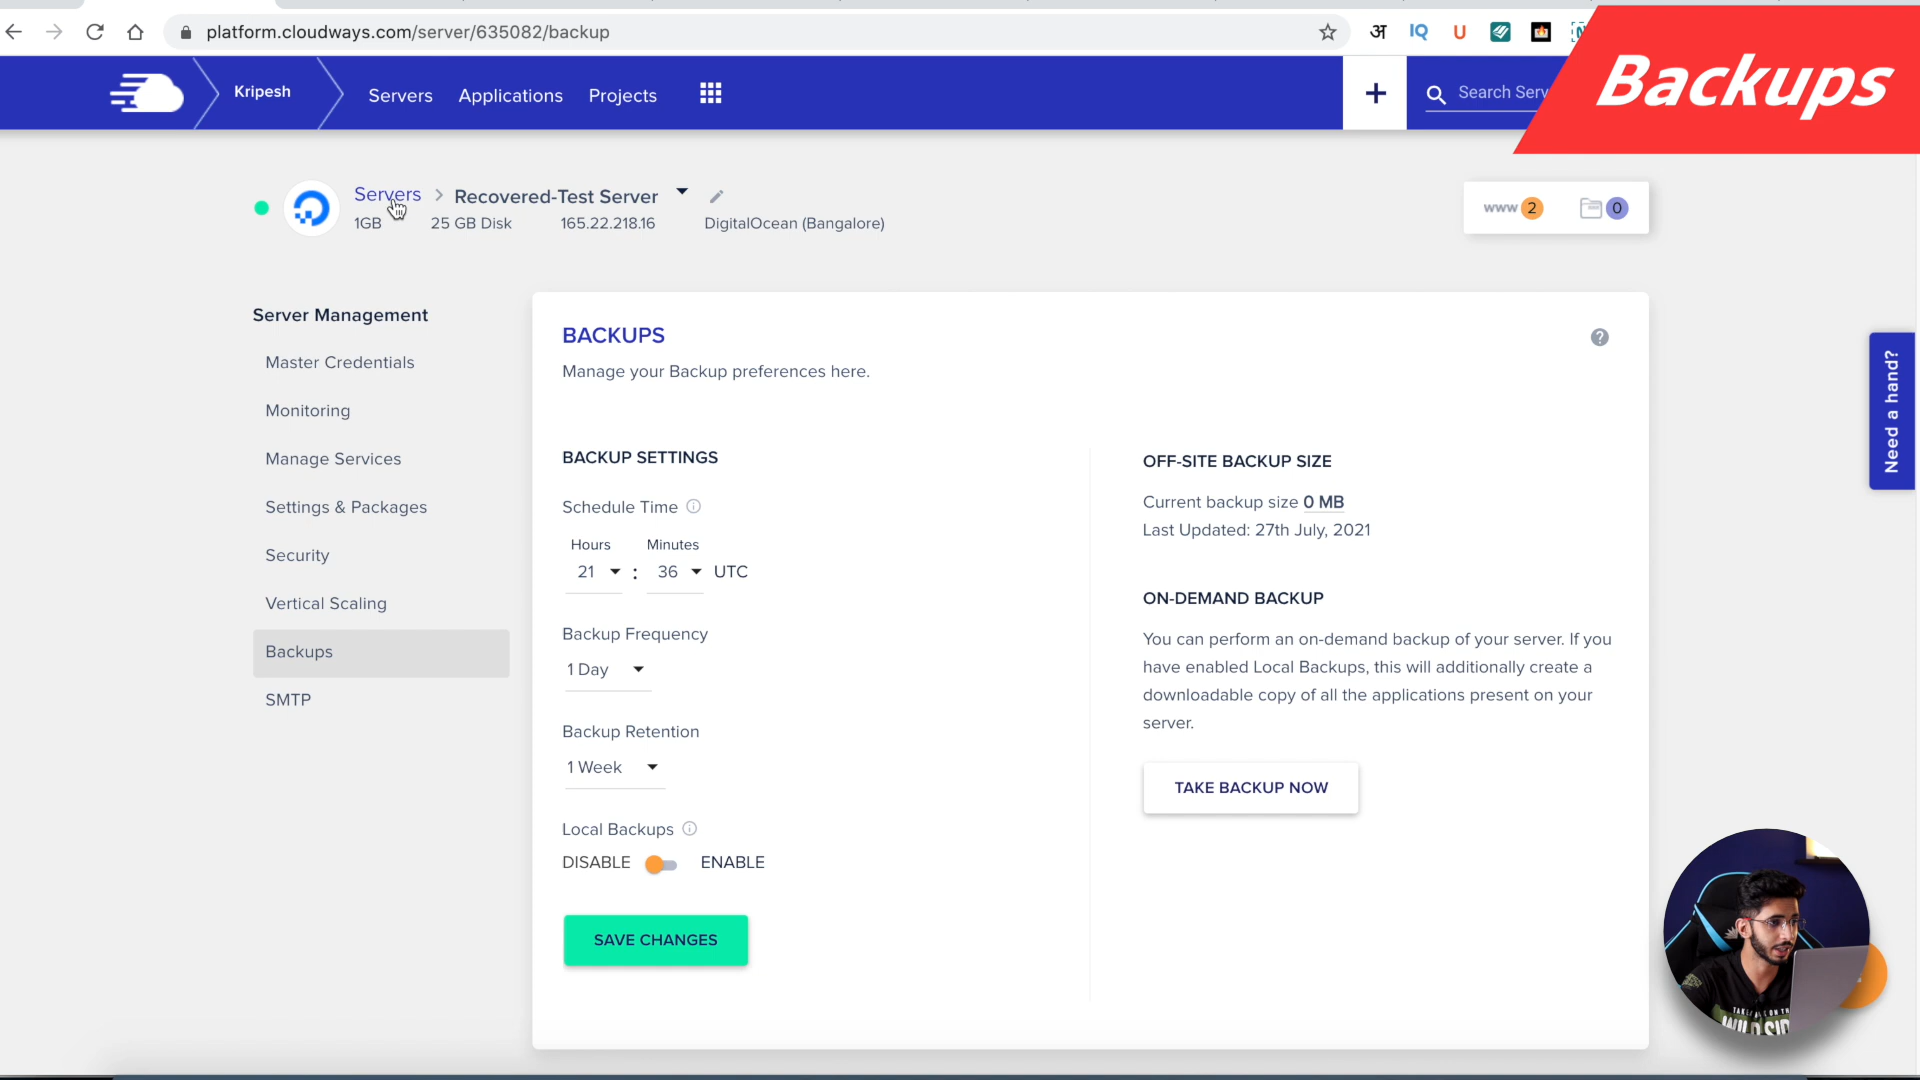 platform.cloudways.com/server/635082/backup
अ
IQ
U
Backups
Kripesh
Servers
Applications
Projects
+
Search Serv
Servers > Recovered-Test Server
1GB
25 GB Disk
165.22.218.16
DigitalOcean (Bangalore)
www 2
0
Server Management
Master Credentials
Monitoring
Manage Services
Settings & Packages
Security
Vertical Scaling
Backups
SMTP
BACKUPS
?
Manage your Backup preferences here.
BACKUP SETTINGS
Schedule Time
Hours
Minutes
21 : 36 UTC
Backup Frequency
1 Day
Backup Retention
1 Week
Local Backups
DISABLE
ENABLE
SAVE CHANGES
OFF-SITE BACKUP SIZE
Current backup size 0 MB
Last Updated: 27th July, 2021
ON-DEMAND BACKUP
You can perform an on-demand backup of your server. If you
have enabled Local Backups, this will additionally create a
downloadable copy of all the applications present on your
server.
TAKE BACKUP NOW
Need a hand?